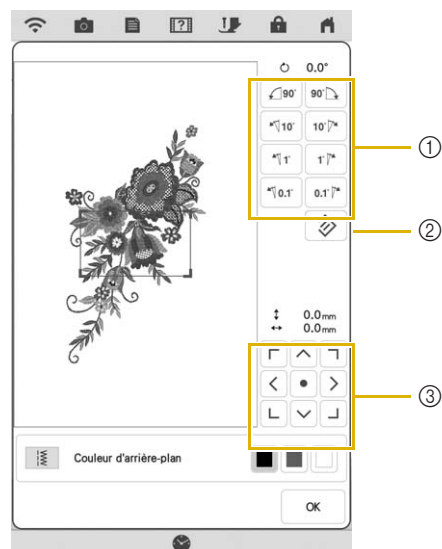 ?
0.0°
90° 90°
10° 10°
1° 1°
0.1° 0.1°
①
②
0.0mm
0.0mm
③
Couleur d'arrière-plan
OK